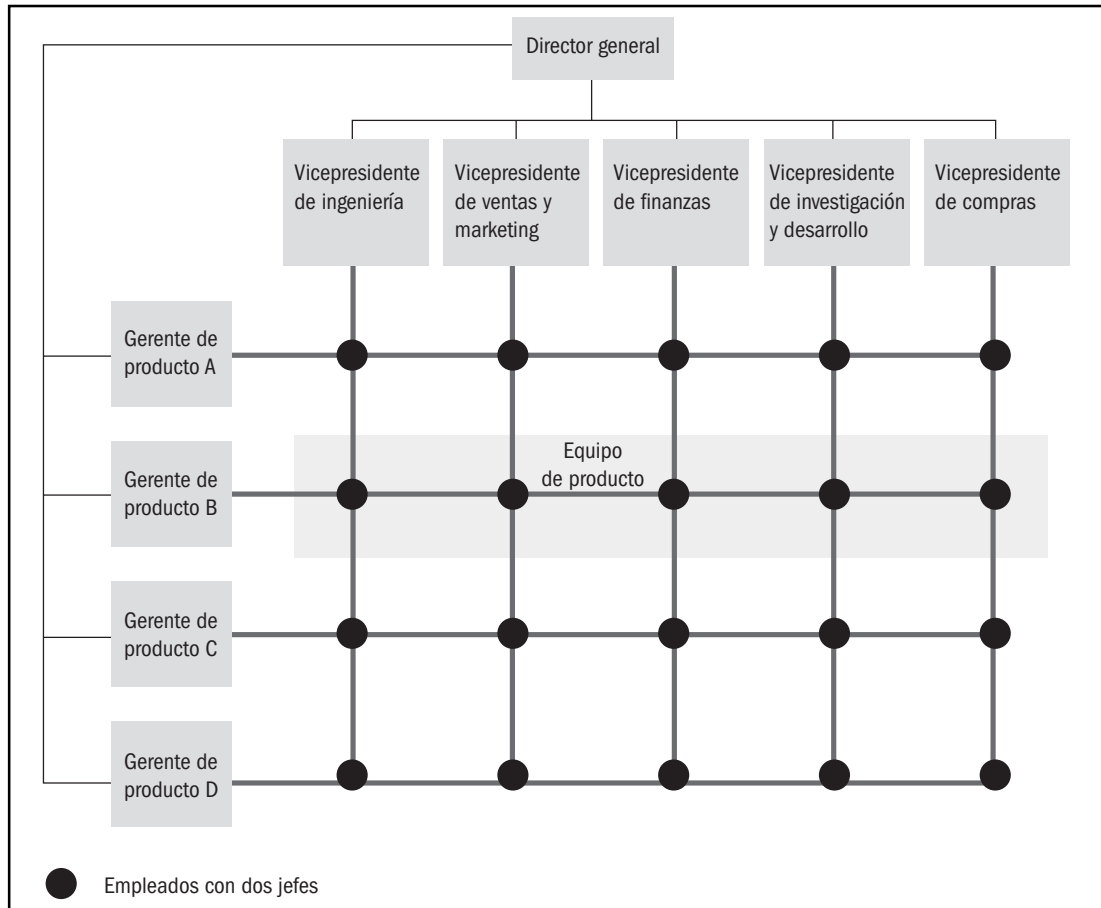 Director general
Vicepresidente
de ingeniería
Vicepresidente
de ventas y
marketing
Vicepresidente
de finanzas
Vicepresidente
de investigación
y desarrollo
Vicepresidente
de compras
Gerente de
producto A
Equipo
de producto
Gerente de
producto B
Gerente de
producto C
Gerente de
producto D
Empleados con dos jefes